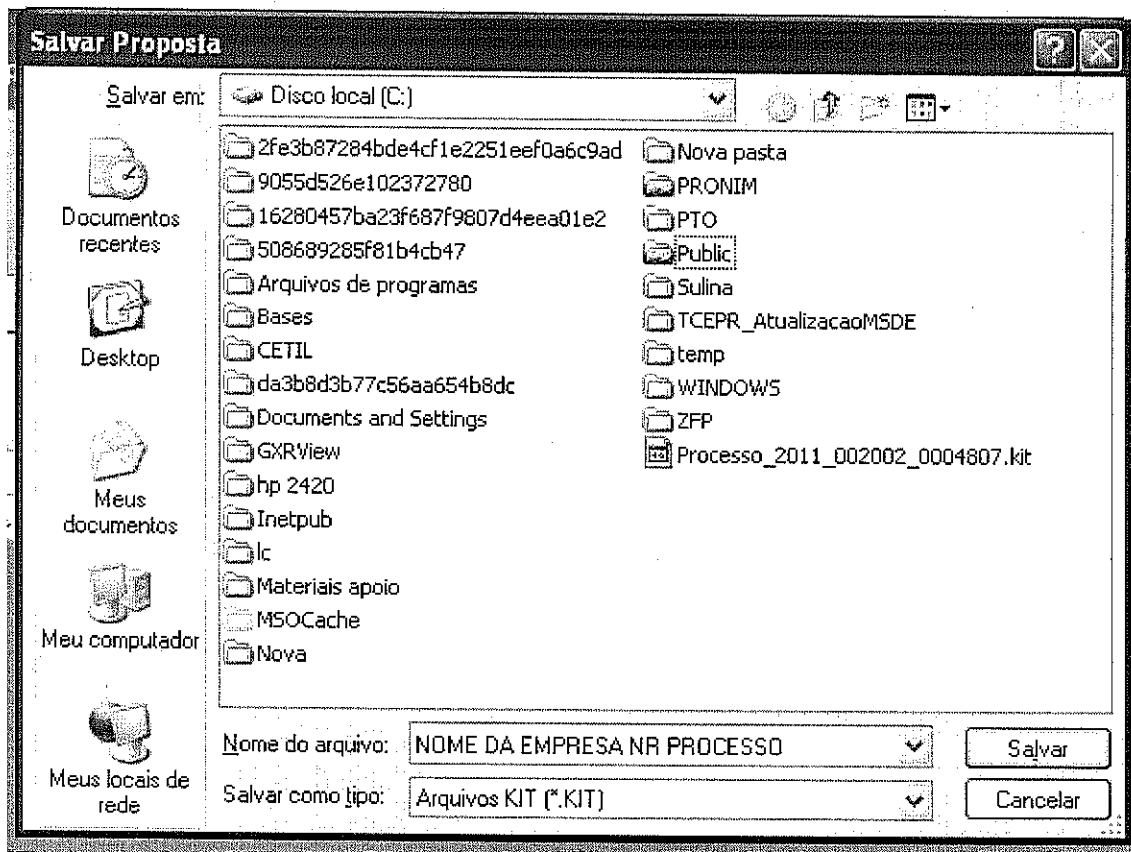 Salvar Proposta
Salvar em:
Disco local (C:)
Documentos
recentes
Desktop
Meus
documentos
Meu computador
Meus locais de
rede
2fe3b87284bde4cf1e2251eef0a6c9ad
9055d526e102372780
16280457ba23f687f9807d4eea01e2
508689285f81b4cb47
Arquivos de programas
Bases
CETIL
da3b8d3b77c56aa654b8dc
Documents and Settings
GXRView
hp 2420
Inetpub
lc
Materiais apoio
MSOCache
Nova
Nova pasta
PRONIM
PTO
Public
Sulina
TCEPR_AtualizacaoMSDE
temp
WINDOWS
ZFP
Processo_2011_002002_0004807.kit
Nome do arquivo:
NOME DA EMPRESA NR PROCESSO
Salvar
Salvar como tipo:
Arquivos KIT (*.KIT)
Cancelar